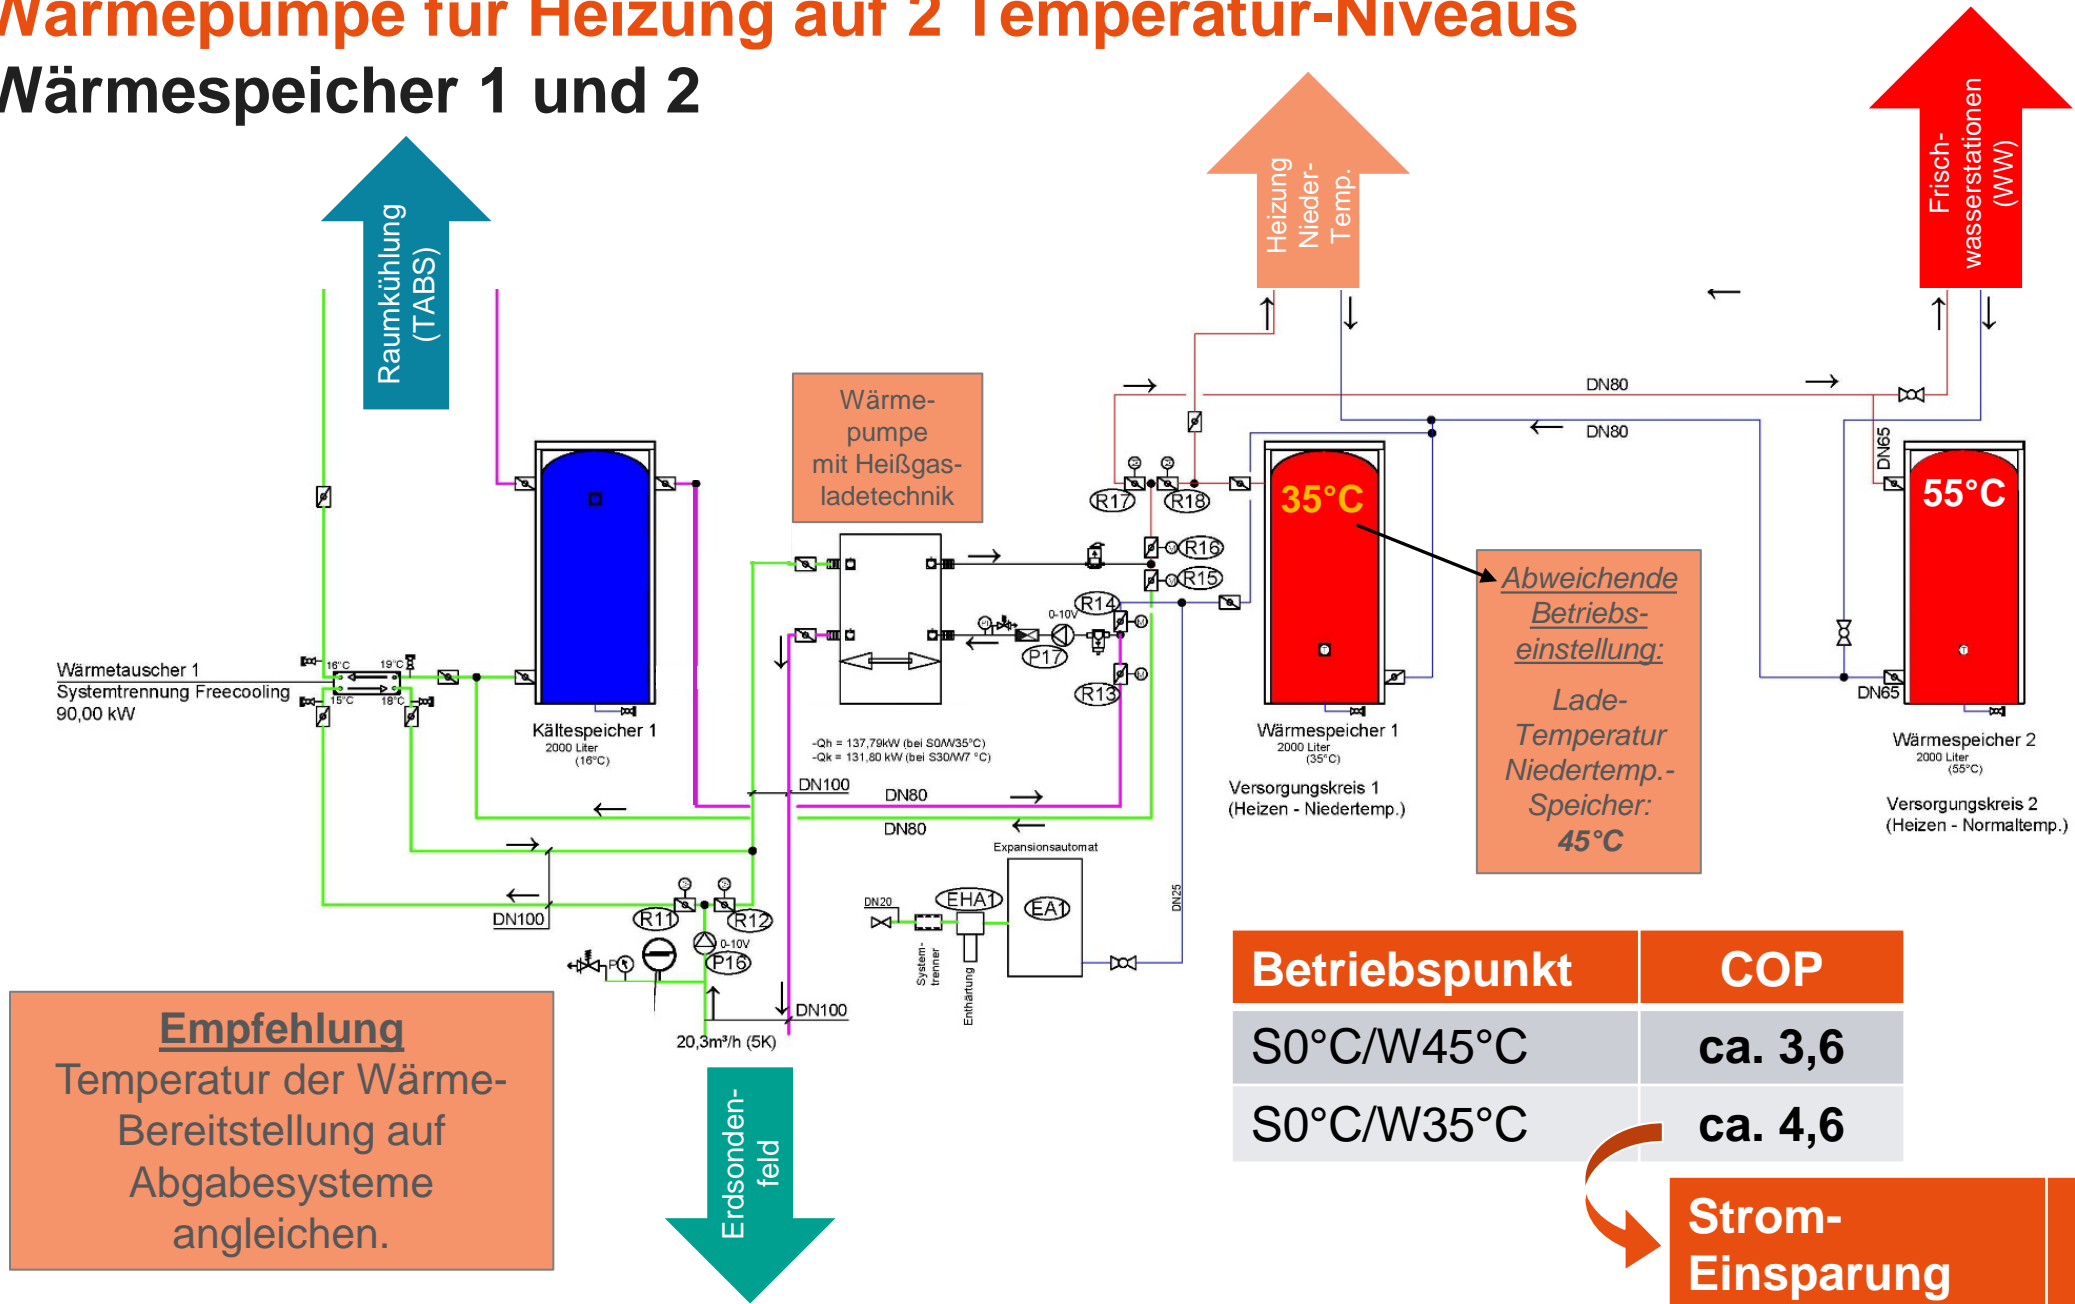 Wärmepumpe für Heizung auf 2 Temperatur-Niveaus
Wärmespeicher 1 und 2
Raumkühlung
(TABS)
Heizung
Nieder-
Temp.
Frisch-
wasserstationen
(WW)
Wärme-
pumpe
mit Heißgas-
ladetechnik
DN80
DN80
DN65
DN65
R17
R18
R16
R15
R14
0-10V
P17
R13
35°C
55°C
Abweichende
Betriebs-
einstellung:
Lade-
Temperatur
Niedertemp.-
Speicher:
45°C
Wärmetauscher 1
Systemtrennung Freecooling
90,00 kW
16°C
19°C
15°C
18°C
Kältespeicher 1
2000 Liter
(16°C)
-Qh = 137,79kW (bei S0/W35°C)
-Qk = 131,80 kW (bei S30/W7 °C)
Wärmespeicher 1
2000 Liter
(35°C)
Versorgungskreis 1
(Heizen - Niedertemp.)
Wärmespeicher 2
2000 Liter
(55°C)
Versorgungskreis 2
(Heizen - Normaltemp.)
DN100
DN80
DN80
DN100
R11
R12
0-10V
P16
DN100
20,3m³/h (5K)
Expansionsautomat
DN20
EHA1
EA1
DN25
System-
trenner
Enthärtung
Empfehlung
Temperatur der Wärme-
Bereitstellung auf
Abgabesysteme
angleichen.
Erdsonden-
feld
Betriebspunkt COP
S0°C/W45°C ca. 3,6
S0°C/W35°C ca. 4,6
Strom-
Einsparung